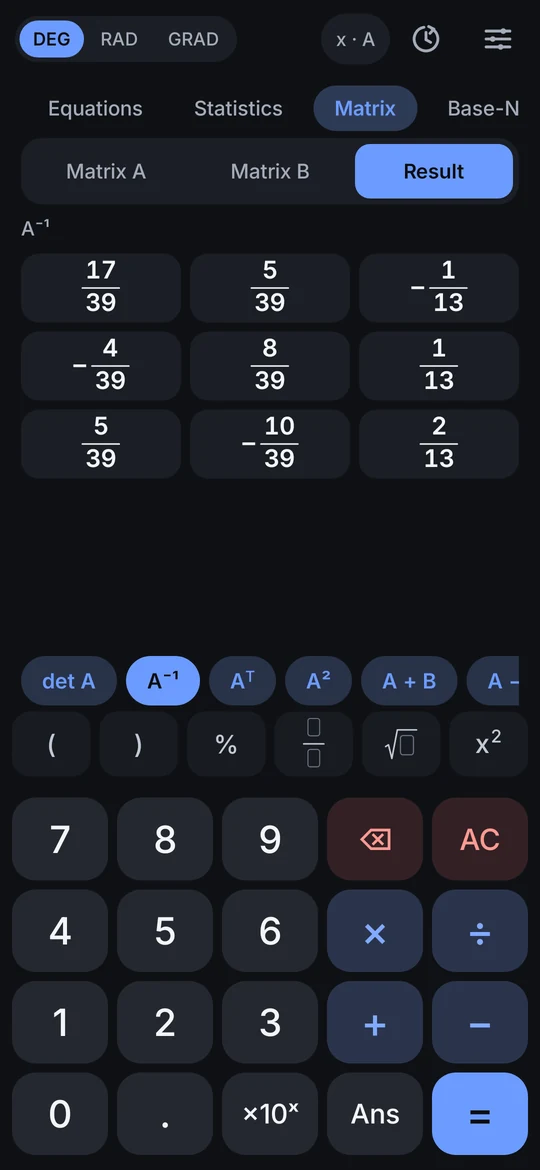 DEG RAD GRAD x · A
Equations Statistics Matrix Base-N
Matrix A Matrix B Result
A⁻¹
17/39 5/39 −1/13
−4/39 8/39 1/13
5/39 −10/39 2/13
det A A⁻¹ Aᵀ A² A + B A −
( ) % √ x²
7 8 9 AC
4 5 6 × ÷
1 2 3 + −
0 . ×10ˣ Ans =